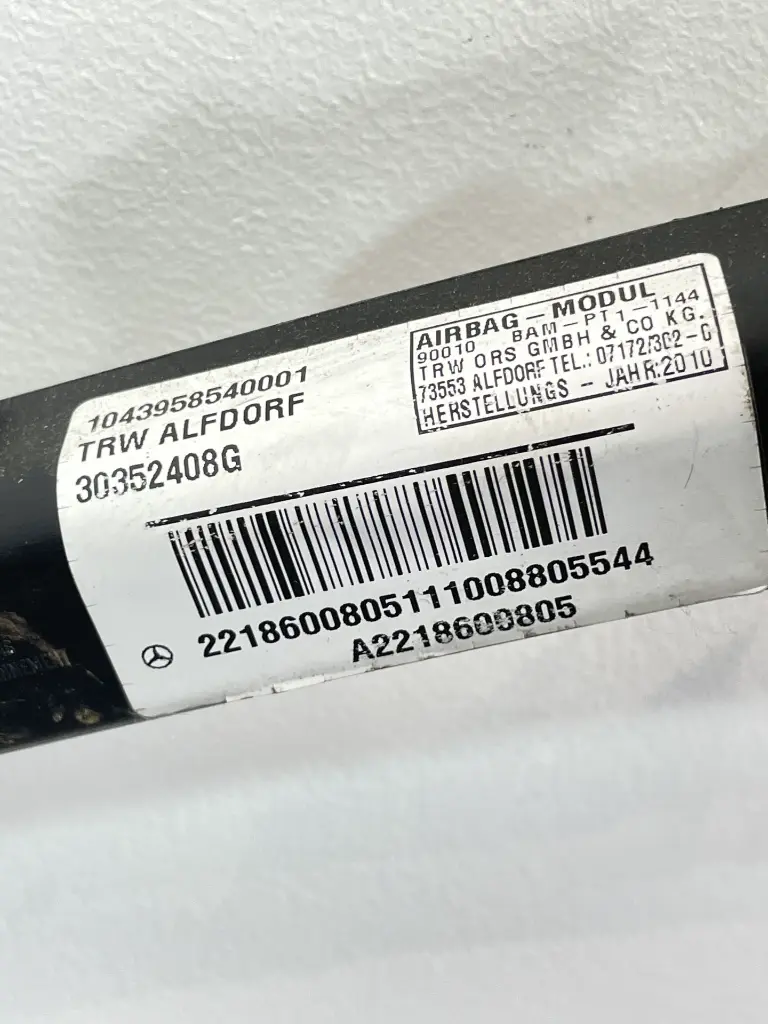 1043958540001
TRW ALFDORF
30352408G
AIRBAG-MODUL
90010 BAM-PT1-1144
TRW ORS GMBH & CO KG.
73553 ALFDORF TEL.: 07172/302-0
HERSTELLUNGS - JAHR:2010
2218600805111008805544
A2218600805